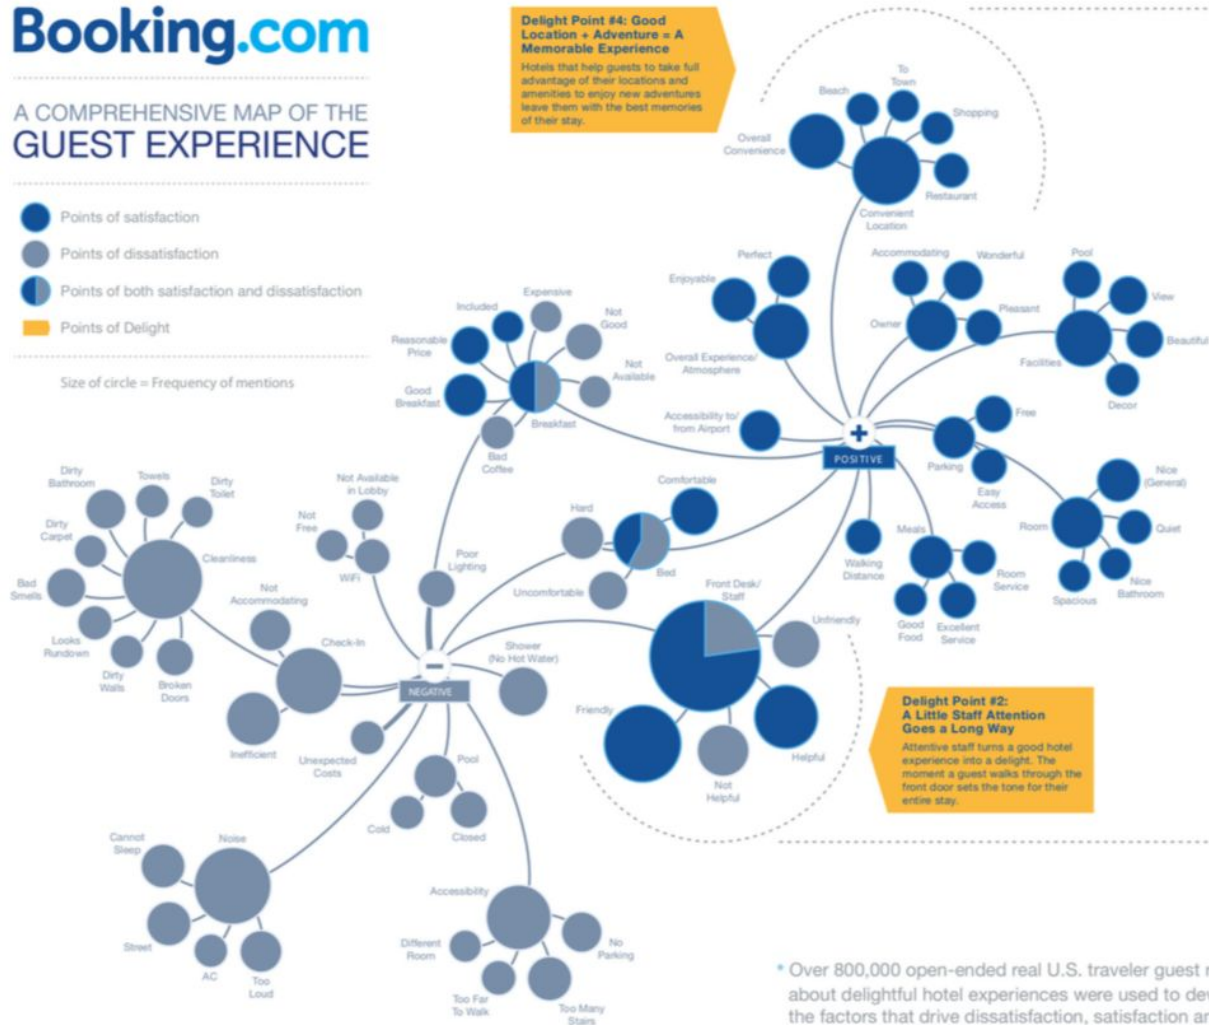 Booking.com
A COMPREHENSIVE MAP OF THE
GUEST EXPERIENCE
Points of satisfaction
Points of dissatisfaction
Points of both satisfaction and dissatisfaction
Points of Delight
Size of circle = Frequency of mentions
Delight Point #4: Good
Location + Adventure = A
Memorable Experience
Hotels that help guests to take full
advantage of their locations and
amenities to enjoy new adventures
leave them with the best memories
of their stay.
To
Town
Beach
Shopping
Overall
Convenience
Restaurant
Convenient
Location
Perfect
Enjoyable
Overall Experience/
Atmosphere
Accommodating
Wonderful
Pleasant
Owner
Pool
View
Beautiful
Facilities
Decor
Expensive
Included
Not
Good
Reasonable
Price
Not
Available
Good
Breakfast
Breakfast
Bad
Coffee
Accessibility to/
from Airport
+
POSITIVE
Free
Parking
Easy
Access
Nice
(General)
Room
Quiet
Nice
Bathroom
Spacious
Meals
Room
Service
Good
Food
Excellent
Service
Walking
Distance
Comfortable
Hard
Bed
Uncomfortable
Front Desk/
Staff
Unfriendly
Friendly
Helpful
Not
Helpful
Delight Point #2:
A Little Staff Attention
Goes a Long Way
Attentive staff turns a good hotel
experience into a delight. The
moment a guest walks through the
front door sets the tone for their
entire stay.
Dirty
Bathroom
Towels
Dirty
Toilet
Dirty
Carpet
Cleanliness
Bad
Smells
Looks
Rundown
Dirty
Walls
Broken
Doors
Not Available
in Lobby
Not
Free
WiFi
Poor
Lighting
Not
Accommodating
Check-In
Inefficient
Unexpected
Costs
Shower
(No Hot Water)
−
NEGATIVE
Pool
Cold
Closed
Cannot
Sleep
Noise
Street
AC
Too
Loud
Accessibility
Different
Room
No
Parking
Too Far
To Walk
Too Many
Stairs
* Over 800,000 open-ended real U.S. traveler guest
about delightful hotel experiences were used to
the factors that drive dissatisfaction, satisfaction